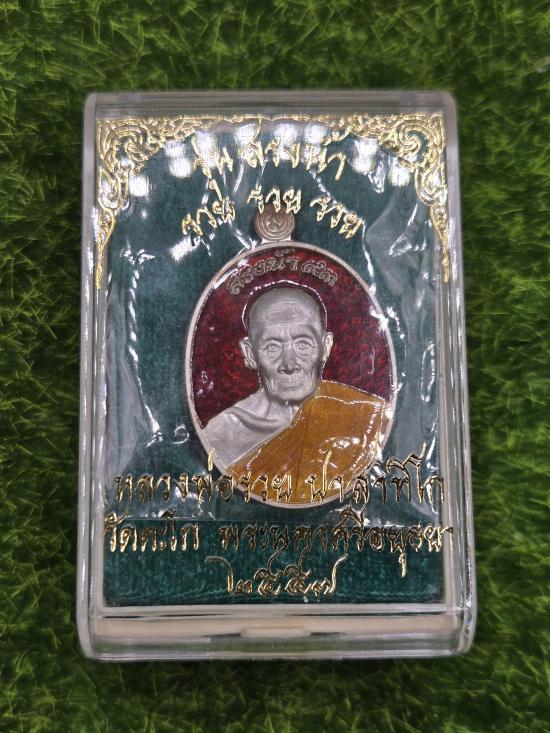 รุ่น สรงน้ำ
รวย รวย รวย
สรงน้ำ ๙๓
หลวงพ่อรวย ปาสาทิโก
วัดตะโก พระนครศรีอยุธยา
๒๕๕๗